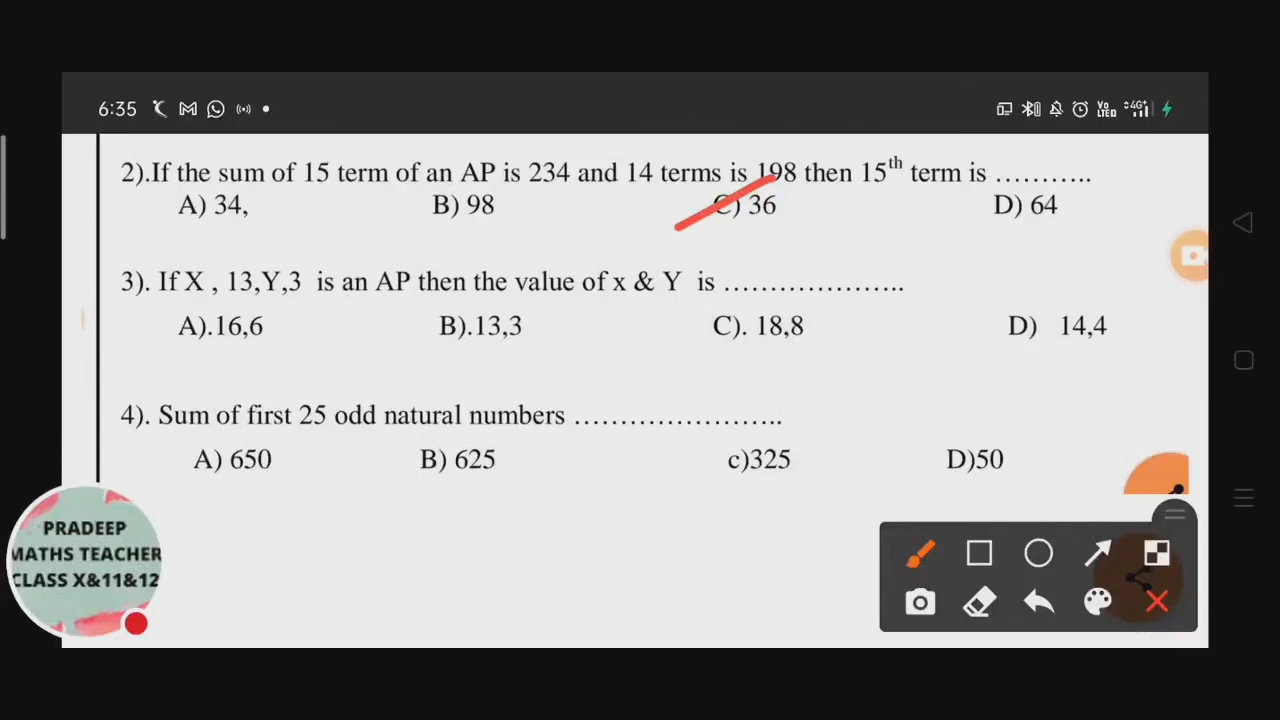 6:35
Vo LTE D 4G+
2).If the sum of 15 term of an AP is 234 and 14 terms is 198 then 15th term is ………..
A) 34, B) 98 C) 36 D) 64
3). If X , 13,Y,3 is an AP then the value of x & Y is ………………..
A).16,6 B).13,3 C). 18,8 D) 14,4
4). Sum of first 25 odd natural numbers …………………..
A) 650 B) 625 c)325 D)50
PRADEEP
MATHS TEACHER
CLASS X&11&12